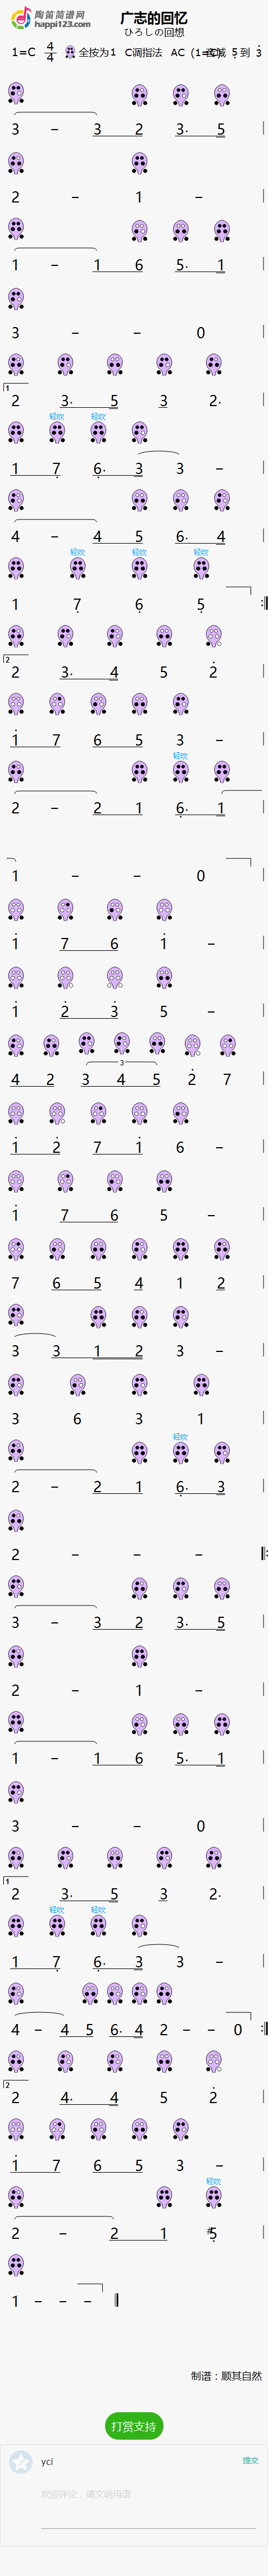 陶笛简谱网
happi123.com
广志的回忆
ひろしの回想
1=C 4/4 全按为1 C调指法 AC (1=C) 5 到 3
3 － 3 2 3· 5
2 － 1 －
1 － 1 6 5· 1
3 － － 0
1
2 3· 5 3 2·
轻吹 轻吹
1 7 6· 3 3 －
4 － 4 5 6· 4
轻吹 轻吹 轻吹
1 7 6 5
2
2 3· 4 5 2
1 7 6 5 3 －
轻吹
2 － 2 1 6· 1
1 － － 0
1 7 6 1 －
1 2 3 5 －
3
4 2 3 4 5 2 7
1 2 7 1 6 －
1 7 6 5 －
7 6 5 4 1 2
3 3 1 2 3 －
3 6 3 1
轻吹
2 － 2 1 6· 3
2 － － －
3 － 3 2 3· 5
2 － 1 －
1 － 1 6 5· 1
3 － － 0
1
2 3· 5 3 2·
轻吹 轻吹
1 7 6· 3 3 －
4 － 4 5 6· 4 2 － － 0
2
2 4· 4 5 2
1 7 6 5 3 －
轻吹
2 － 2 1 #5
1 － － －
制谱：顺其自然
打赏支持
yci 提交
欢迎评论，请文明用语